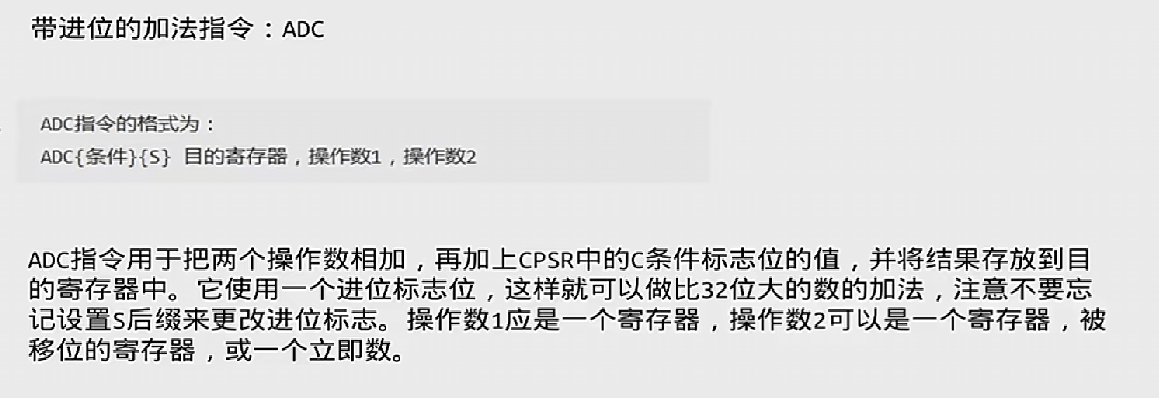 带进位的加法指令：ADC
ADC指令的格式为：
ADC{条件}{S} 目的寄存器，操作数1，操作数2
ADC指令用于把两个操作数相加，再加上CPSR中的C条件标志位的值，并将结果存放到目
的寄存器中。它使用一个进位标志位，这样就可以做比32位大的数的加法，注意不要忘
记设置S后缀来更改进位标志。操作数1应是一个寄存器，操作数2可以是一个寄存器，被
移位的寄存器，或一个立即数。